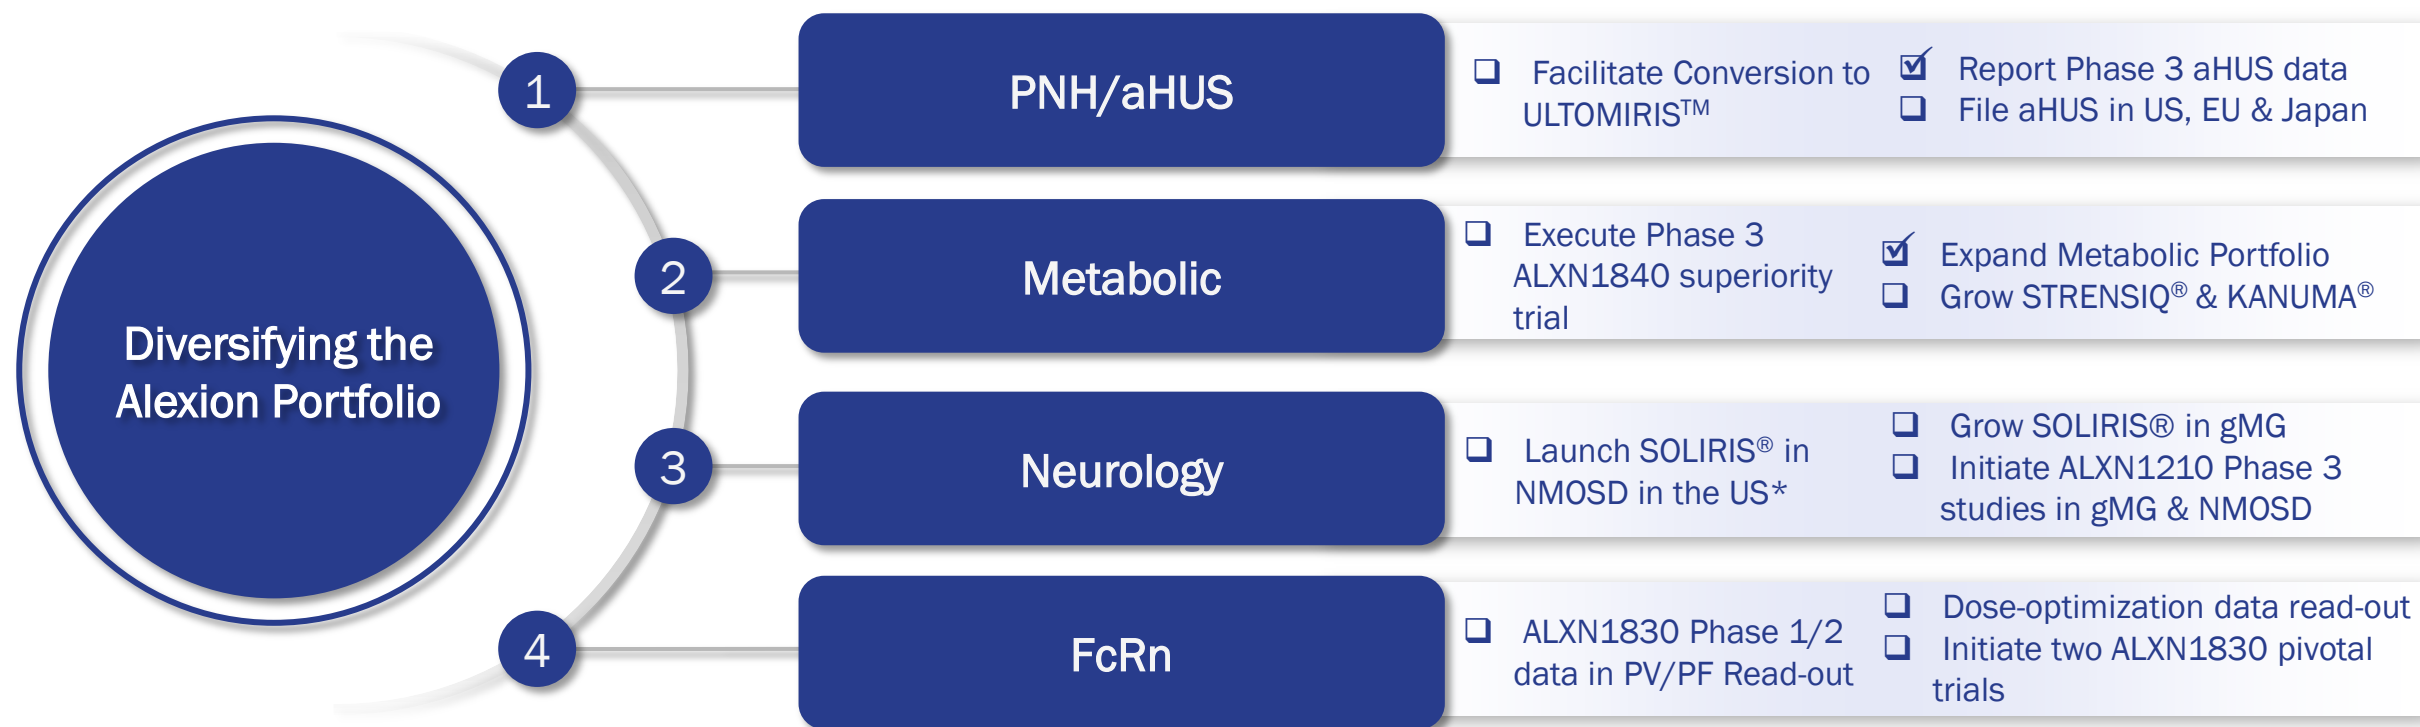 Diversifying the
Alexion Portfolio
1
PNH/aHUS
❑ Facilitate Conversion to
ULTOMIRIS™
☑ Report Phase 3 aHUS data
❑ File aHUS in US, EU & Japan
2
Metabolic
❑ Execute Phase 3
ALXN1840 superiority
trial
☑ Expand Metabolic Portfolio
❑ Grow STRENSIQ® & KANUMA®
3
Neurology
❑ Launch SOLIRIS® in
NMOSD in the US*
❑ Grow SOLIRIS® in gMG
❑ Initiate ALXN1210 Phase 3
studies in gMG & NMOSD
4
FcRn
❑ ALXN1830 Phase 1/2
data in PV/PF Read-out
❑ Dose-optimization data read-out
❑ Initiate two ALXN1830 pivotal
trials